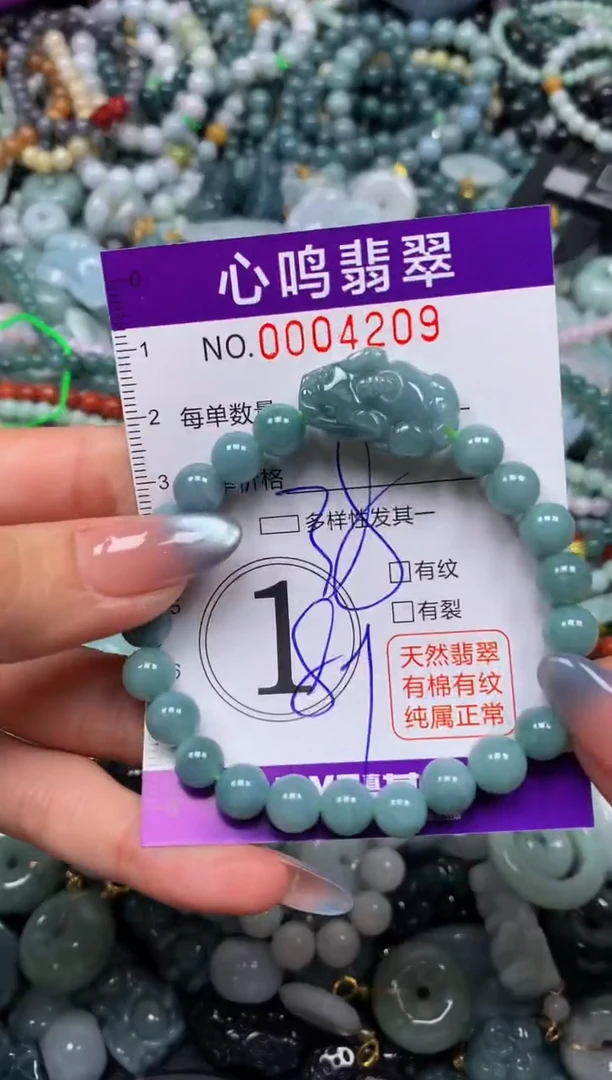 心鸣翡翠
NO.0004209
0
1
2
每单数量
3
价格
多样性发其一
有纹
5
1
有裂
6
天然翡翠
有棉有纹
纯属正常